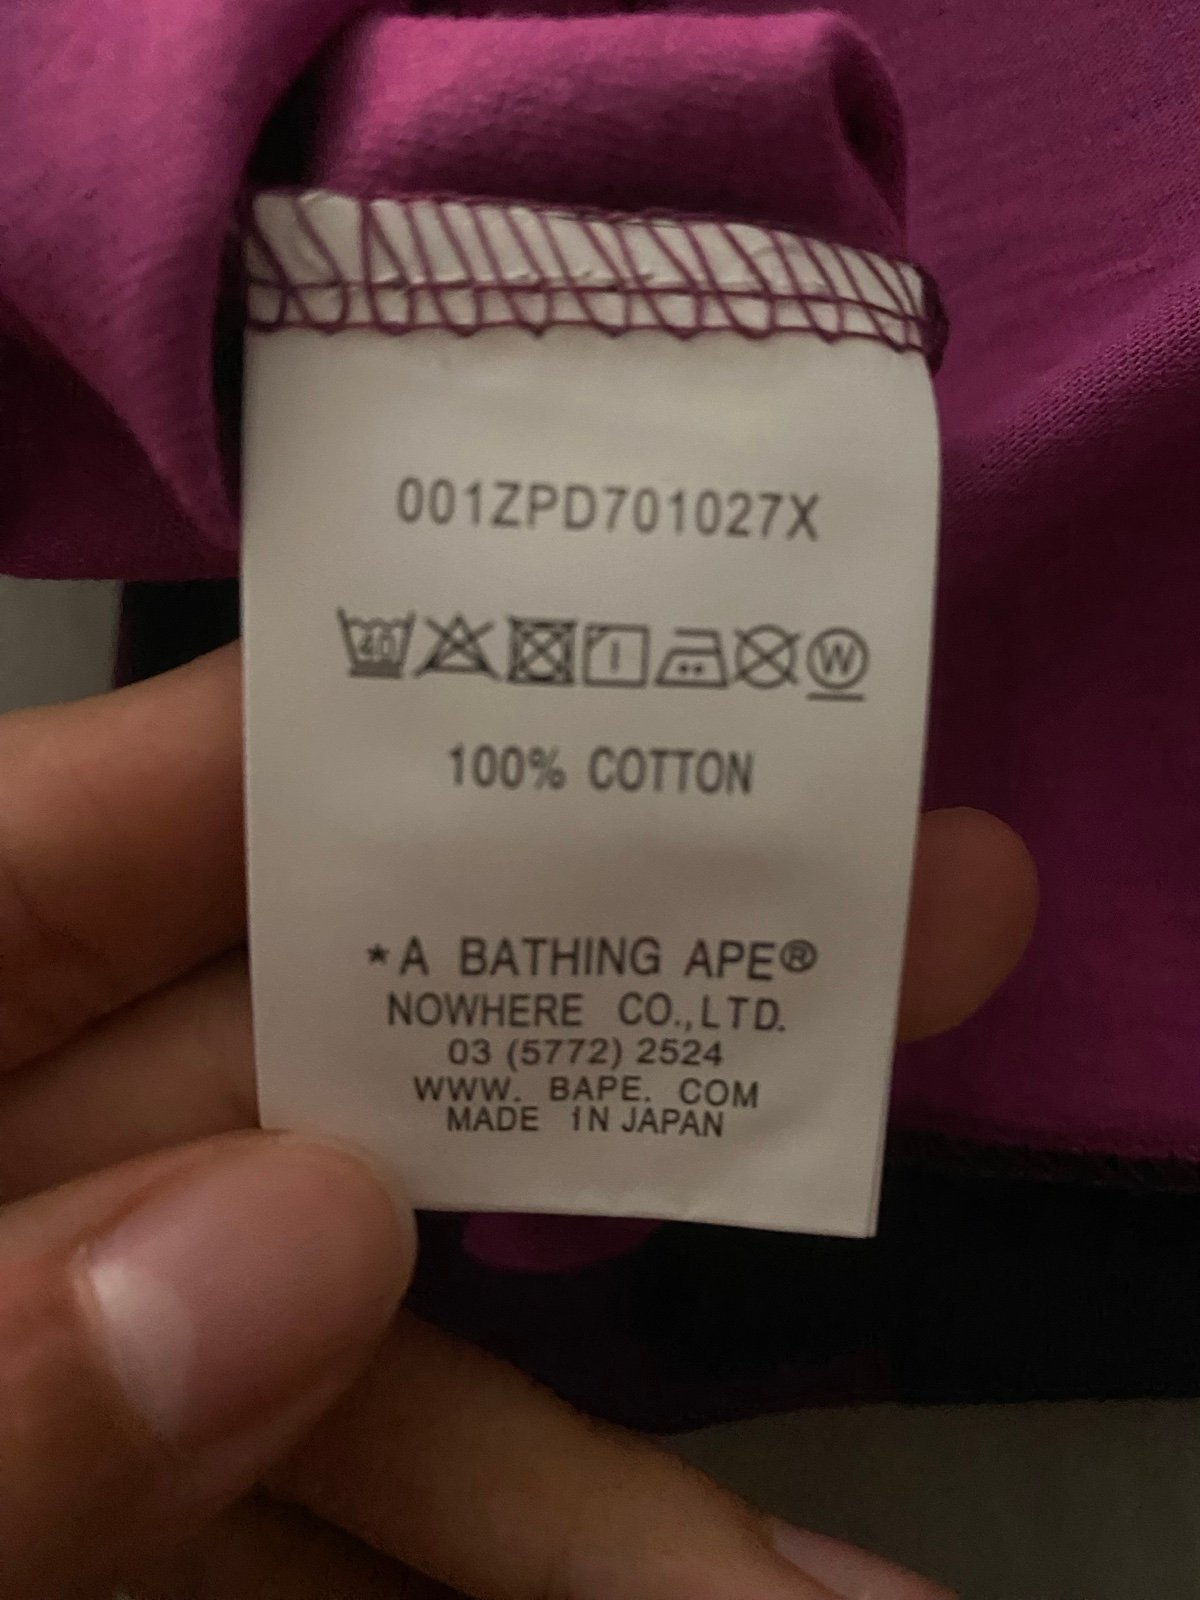 001ZPD701027X
40 W
100% COTTON
*A BATHING APE®
NOWHERE CO.,LTD.
03 (5772) 2524
WWW. BAPE. COM
MADE IN JAPAN